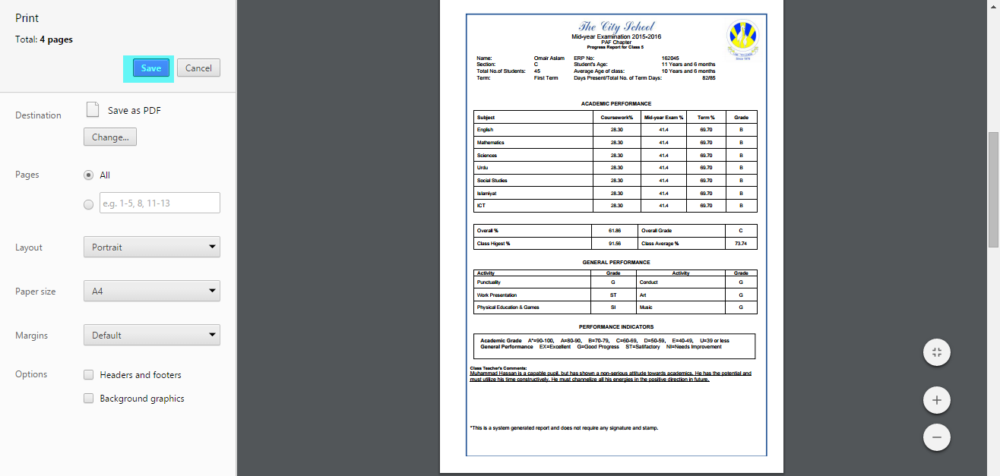 Print
Total: 4 pages
Save Cancel
Destination Save as PDF
Change...
Pages All
e.g. 1-5, 8, 11-13
Layout Portrait
Paper size A4
Margins Default
Options Headers and footers
Background graphics
The City School
Mid-year Examination 2015-2016
PAF Chapter
Progress Report for Class 5
Name: Omair Aslam ERP No: 162045
Section: C Student's Age: 11 Years and 6 months
Total No.of Students: 45 Average Age of class: 10 Years and 6 months
Term: First Term Days Present/Total No. of Term Days: 82/85
Since 1978
ACADEMIC PERFORMANCE
Subject Coursework% Mid-year Exam % Term % Grade
English 28.30 41.4 69.70 B
Mathematics 28.30 41.4 69.70 B
Sciences 28.30 41.4 69.70 B
Urdu 28.30 41.4 69.70 B
Social Studies 28.30 41.4 69.70 B
Islamiyat 28.30 41.4 69.70 B
ICT 28.30 41.4 69.70 B
Overall % 61.86 Overall Grade C
Class Higest % 91.56 Class Average % 73.74
GENERAL PERFORMANCE
Activity Grade Activity Grade
Punctuality G Conduct G
Work Presentation ST Art G
Physical Education & Games SI Music G
PERFORMANCE INDICATORS
Academic Grade A*=90-100, A=80-90, B=70-79, C=60-69, D=50-59, E=40-49, U=39 or less
General Performance EX=Excellent G=Good Progress ST=Satifactory NI=Needs Improvement
Class Teacher's Comments:
Muhammad Hassan is a capable pupil, but has shown a non-serious attitude towards academics. He has the potential and
must utilize his time constructively. He must channelize all his energies in the positive direction in future.
*This is a system generated report and does not require any signature and stamp.